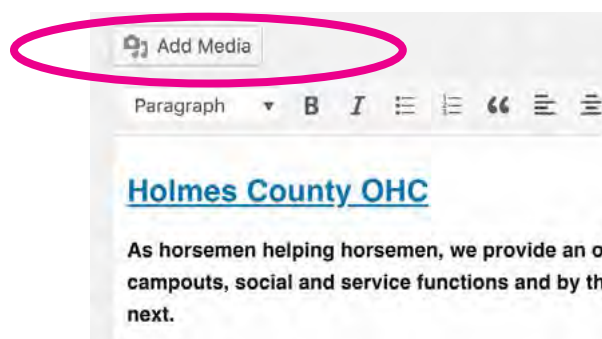 Add Media
Paragraph B I
Holmes County OHC
As horsemen helping horsemen, we provide an
campouts, social and service functions and by
next.